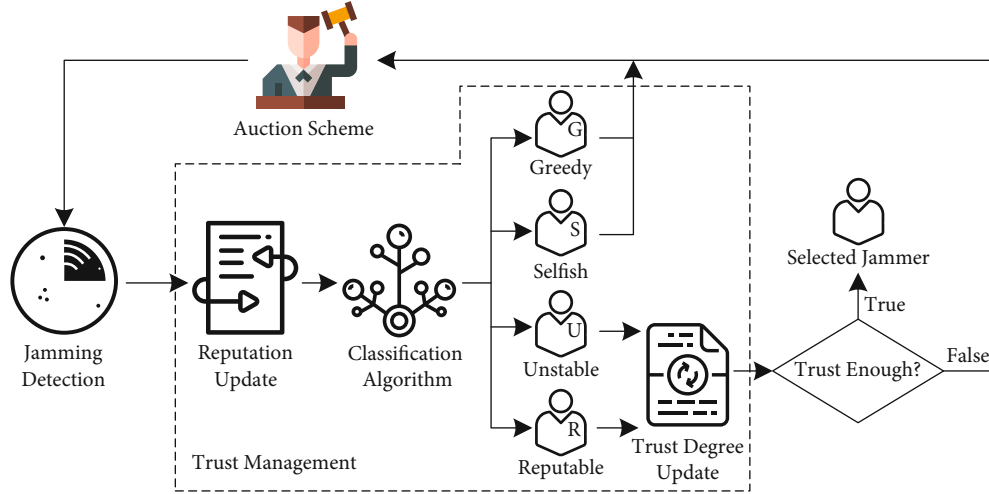 Auction Scheme
G
Greedy
S
Selfish
Selected Jammer
True
Jamming
Detection
Reputation
Update
Classification
Algorithm
U
Unstable
Trust Enough?
False
R
Reputable
Trust Degree
Update
Trust Management